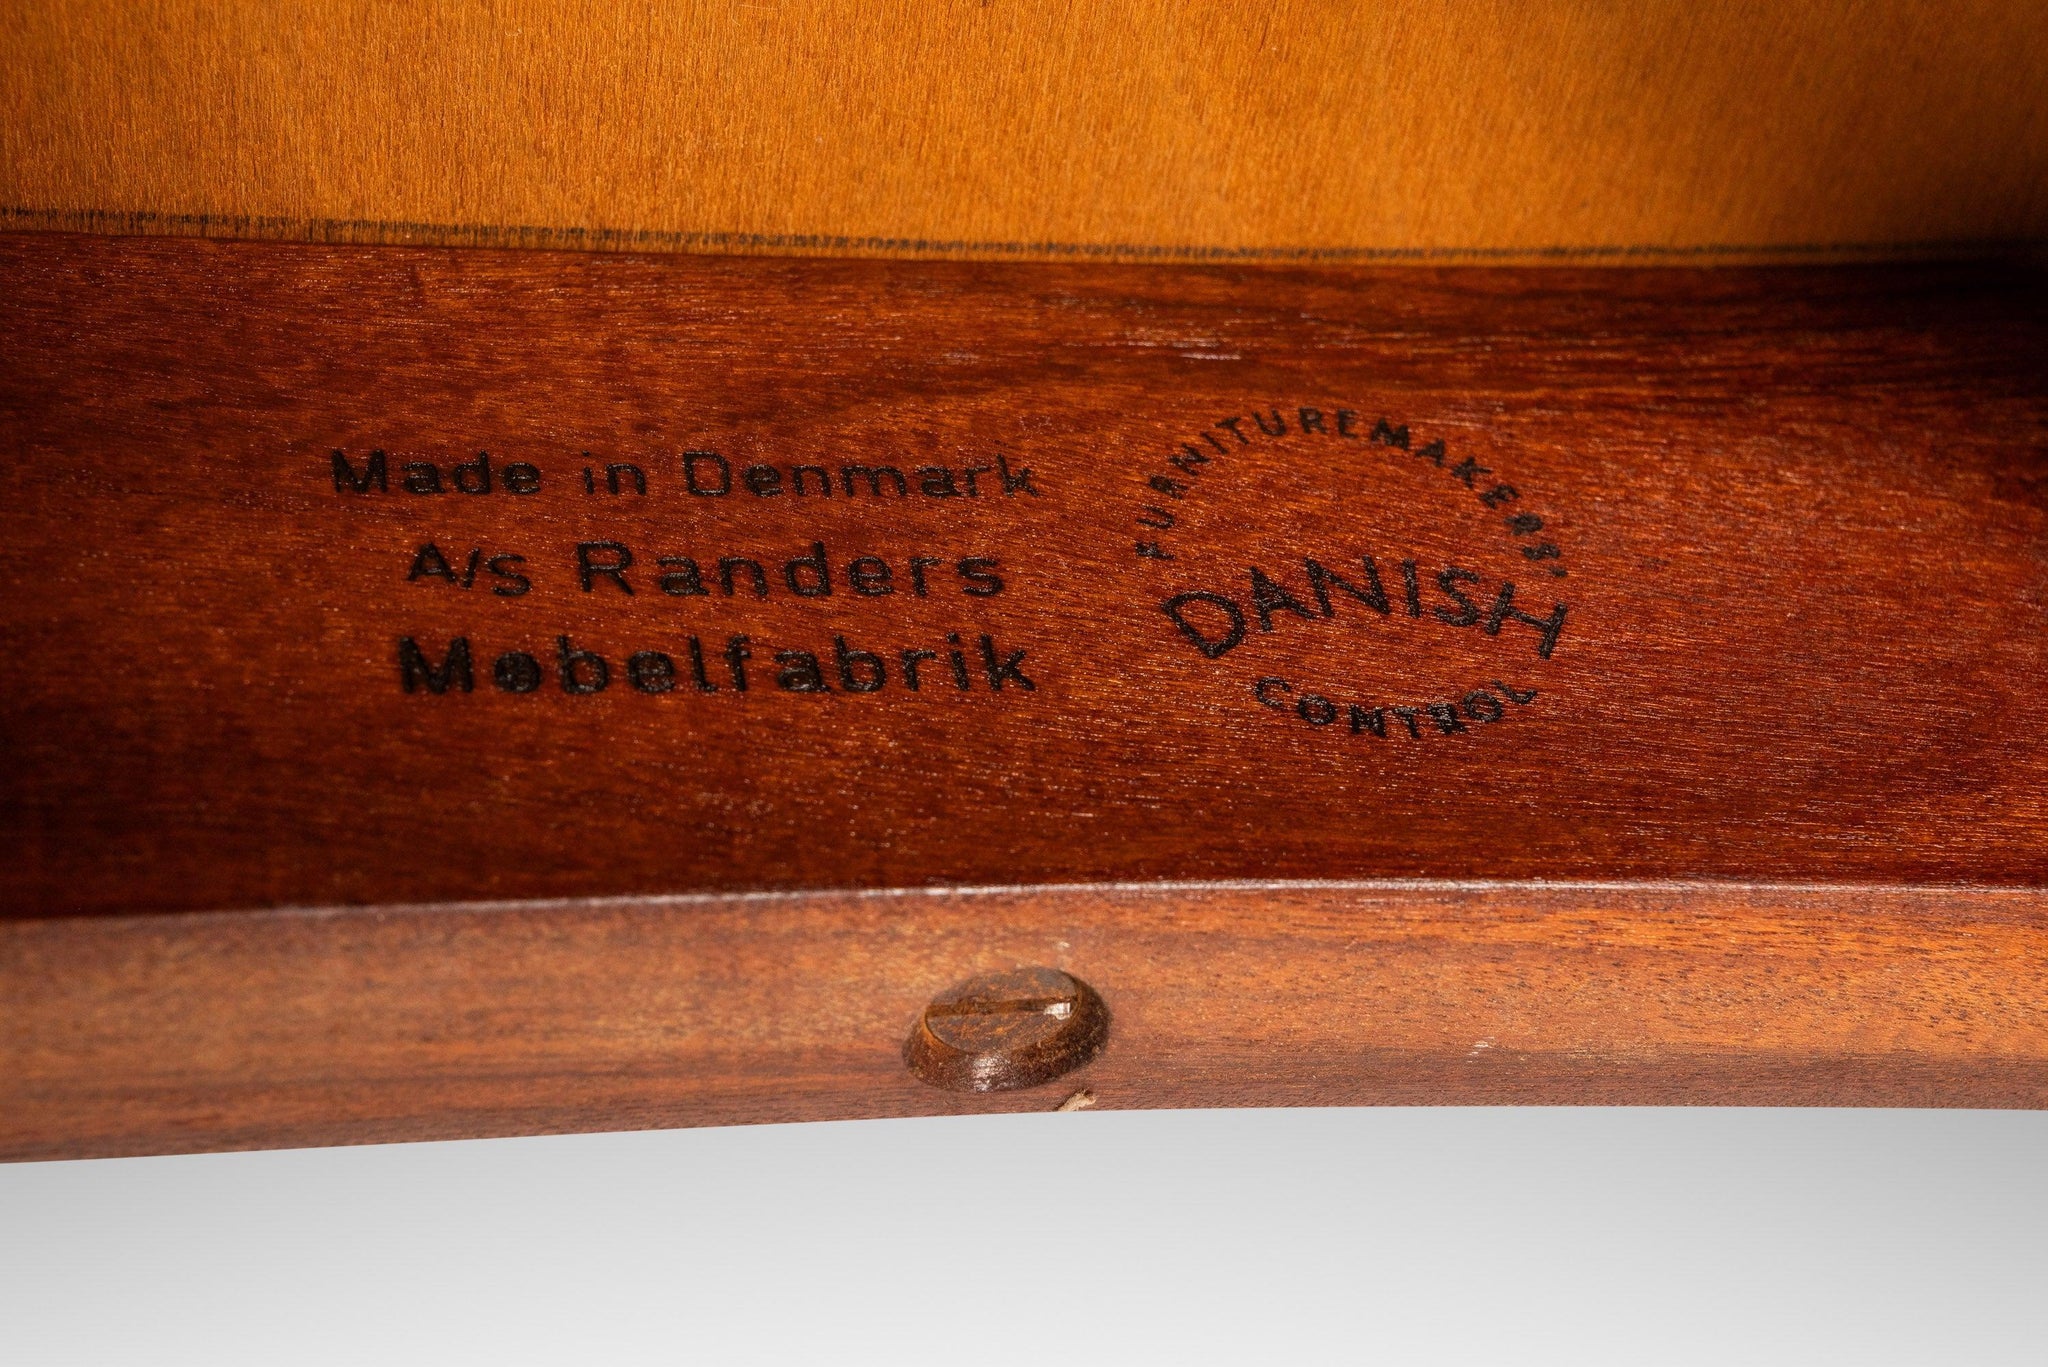 Made in Denmark
A/S Randers
Møbelfabrik
FURNITUREMAKERS'
DANISH
CONTROL